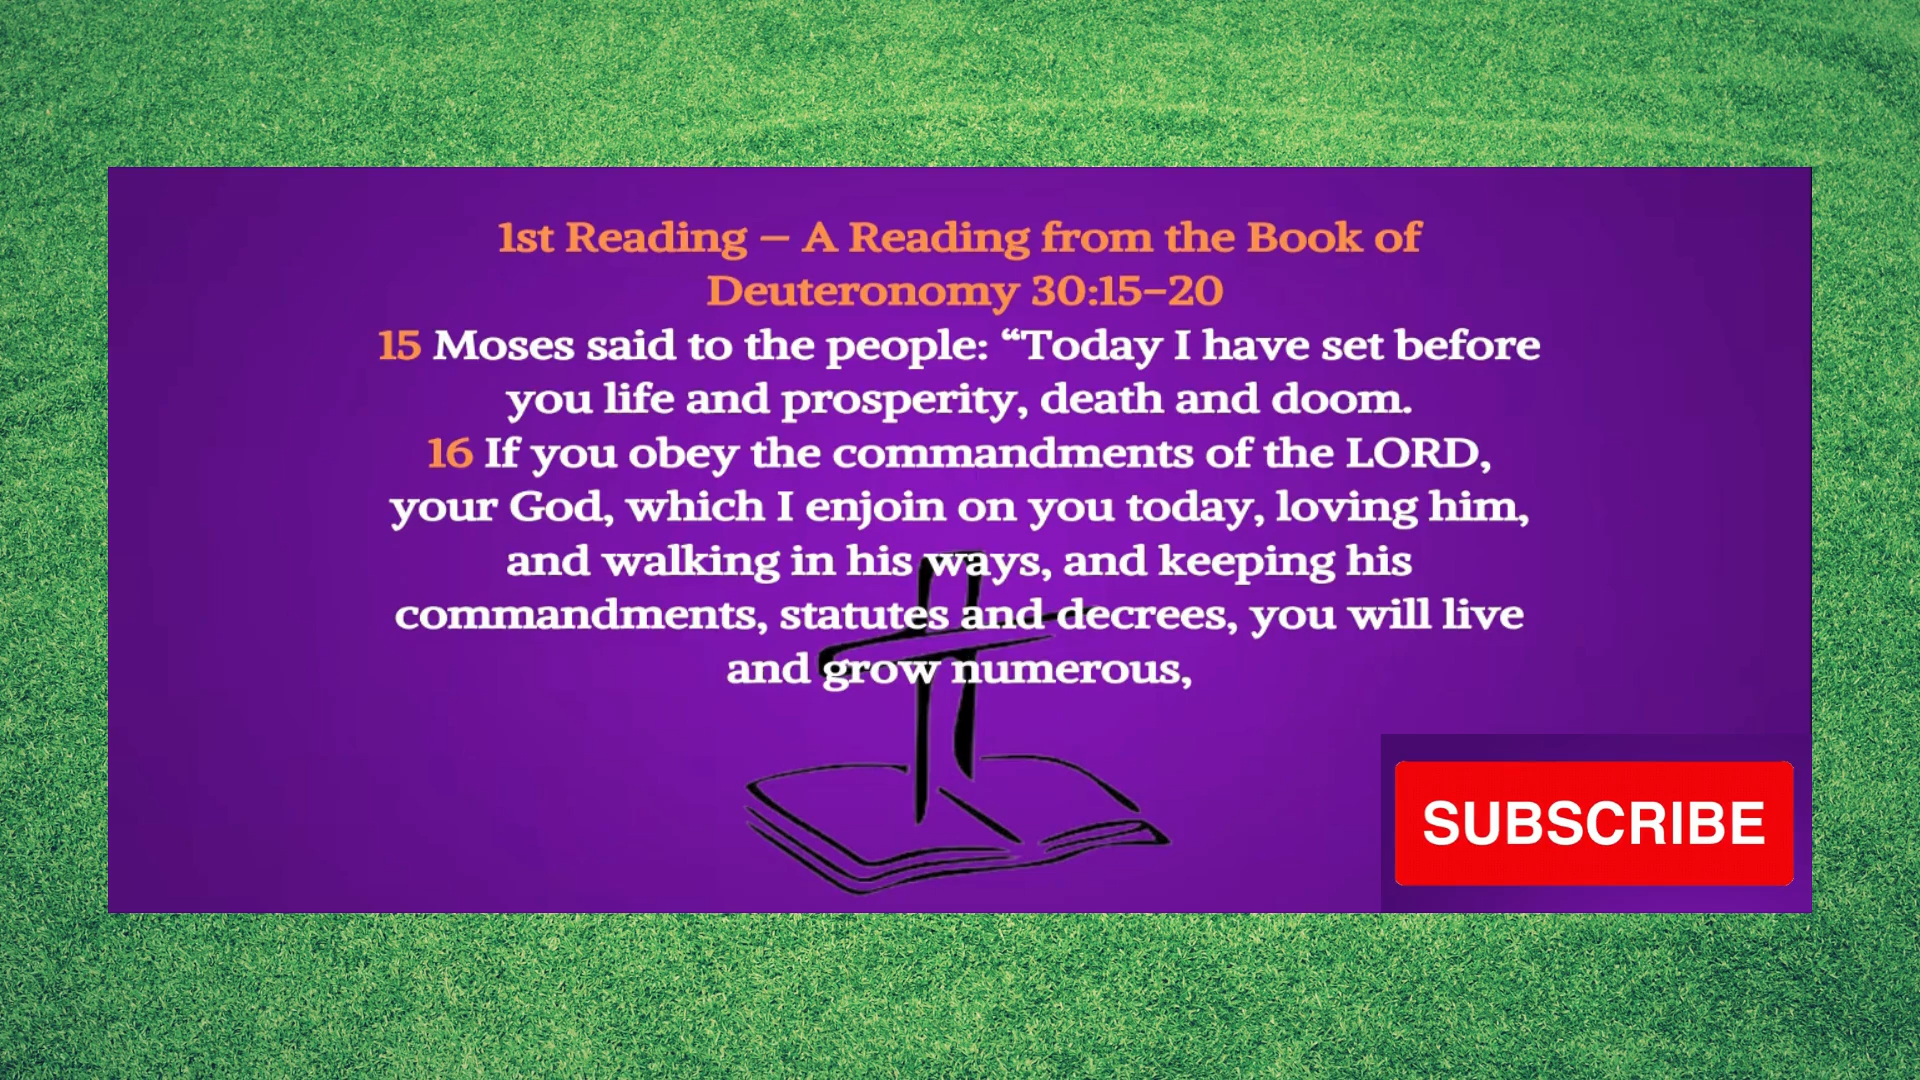 1st Reading – A Reading from the Book of
Deuteronomy 30:15–20
15 Moses said to the people: “Today I have set before
you life and prosperity, death and doom.
16 If you obey the commandments of the LORD,
your God, which I enjoin on you today, loving him,
and walking in his ways, and keeping his
commandments, statutes and decrees, you will live
and grow numerous,
SUBSCRIBE